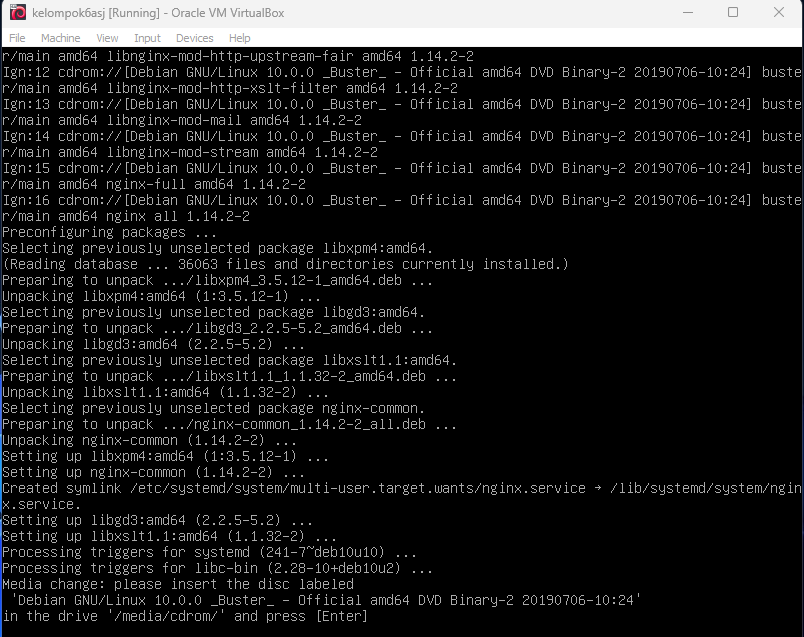 kelompok6asj [Running] - Oracle VM VirtualBox
File Machine View Input Devices Help
r/main amd64 libnginx-mod-http-upstream-fair amd64 1.14.2-2
Ign:12 cdrom://[Debian GNU/Linux 10.0.0 _Buster_ - Official amd64 DVD Binary-2 20190706-10:24] buste
r/main amd64 libnginx-mod-http-xslt-filter amd64 1.14.2-2
Ign:13 cdrom://[Debian GNU/Linux 10.0.0 _Buster_ - Official amd64 DVD Binary-2 20190706-10:24] buste
r/main amd64 libnginx-mod-mail amd64 1.14.2-2
Ign:14 cdrom://[Debian GNU/Linux 10.0.0 _Buster_ - Official amd64 DVD Binary-2 20190706-10:24] buste
r/main amd64 libnginx-mod-stream amd64 1.14.2-2
Ign:15 cdrom://[Debian GNU/Linux 10.0.0 _Buster_ - Official amd64 DVD Binary-2 20190706-10:24] buste
r/main amd64 nginx-full amd64 1.14.2-2
Ign:16 cdrom://[Debian GNU/Linux 10.0.0 _Buster_ - Official amd64 DVD Binary-2 20190706-10:24] buste
r/main amd64 nginx all 1.14.2-2
Preconfiguring packages ...
Selecting previously unselected package libxpm4:amd64.
(Reading database ... 36063 files and directories currently installed.)
Preparing to unpack .../libxpm4_3.5.12-1_amd64.deb ...
Unpacking libxpm4:amd64 (1:3.5.12-1) ...
Selecting previously unselected package libgd3:amd64.
Preparing to unpack .../libgd3_2.2.5-5.2_amd64.deb ...
Unpacking libgd3:amd64 (2.2.5-5.2) ...
Selecting previously unselected package libxslt1.1:amd64.
Preparing to unpack .../libxslt1.1_1.1.32-2_amd64.deb ...
Unpacking libxslt1.1:amd64 (1.1.32-2) ...
Selecting previously unselected package nginx-common.
Preparing to unpack .../nginx-common_1.14.2-2_all.deb ...
Unpacking nginx-common (1.14.2-2) ...
Setting up libxpm4:amd64 (1:3.5.12-1) ...
Setting up nginx-common (1.14.2-2) ...
Created symlink /etc/systemd/system/multi-user.target.wants/nginx.service → /lib/systemd/system/ngin
x.service.
Setting up libgd3:amd64 (2.2.5-5.2) ...
Setting up libxslt1.1:amd64 (1.1.32-2) ...
Processing triggers for systemd (241-7~deb10u10) ...
Processing triggers for libc-bin (2.28-10+deb10u2) ...
Media change: please insert the disc labeled
 'Debian GNU/Linux 10.0.0 _Buster_ - Official amd64 DVD Binary-2 20190706-10:24'
in the drive '/media/cdrom/' and press [Enter]